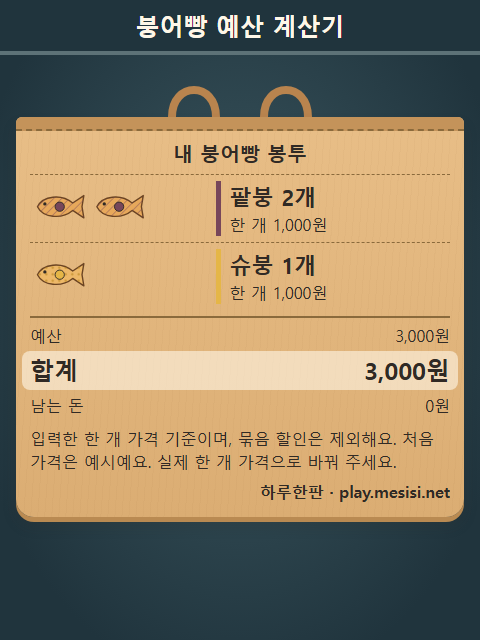 붕어빵 예산 계산기
내 붕어빵 봉투
팥붕 2개
한 개 1,000원
슈붕 1개
한 개 1,000원
예산 3,000원
합계 3,000원
남는 돈 0원
입력한 한 개 가격 기준이며, 묶음 할인은 제외해요. 처음
가격은 예시예요. 실제 한 개 가격으로 바꿔 주세요.
하루한판 · play.mesisi.net